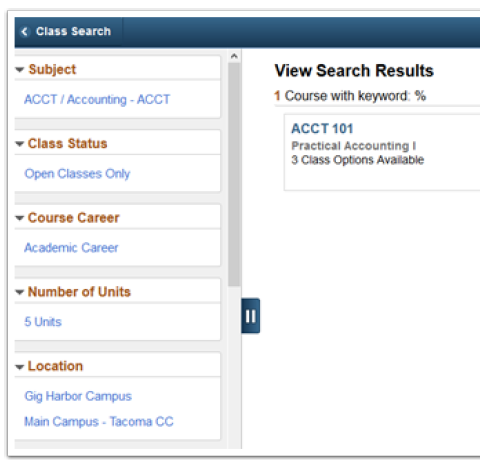 Class Search
Subject
ACCT / Accounting - ACCT
Class Status
Open Classes Only
Course Career
Academic Career
Number of Units
5 Units
Location
Gig Harbor Campus
Main Campus - Tacoma CC
View Search Results
1 Course with keyword: %
ACCT 101
Practical Accounting I
3 Class Options Available